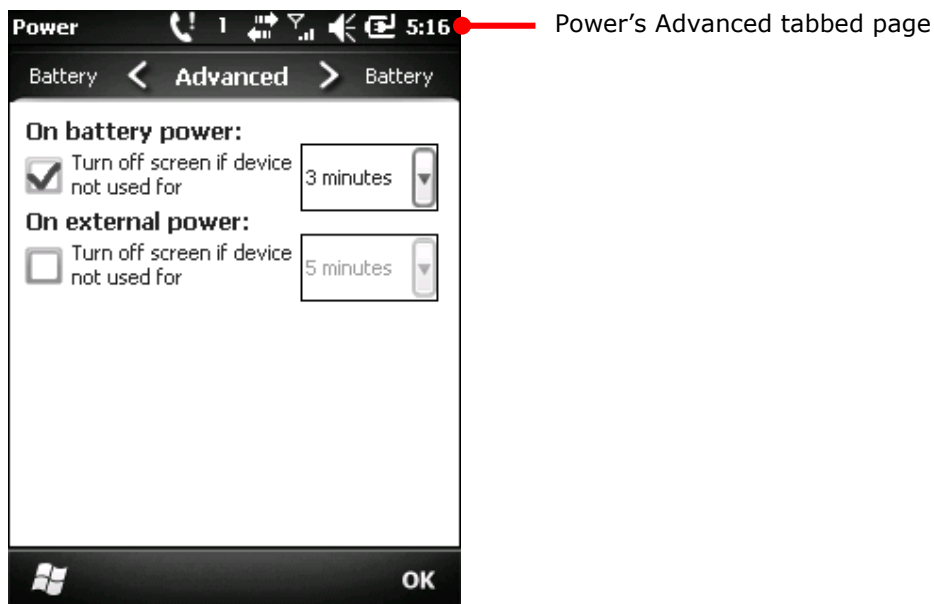 Power 1 5:16
Power’s Advanced tabbed page
Battery < Advanced > Battery
On battery power:
Turn off screen if device
not used for
3 minutes
On external power:
Turn off screen if device
not used for
5 minutes
OK